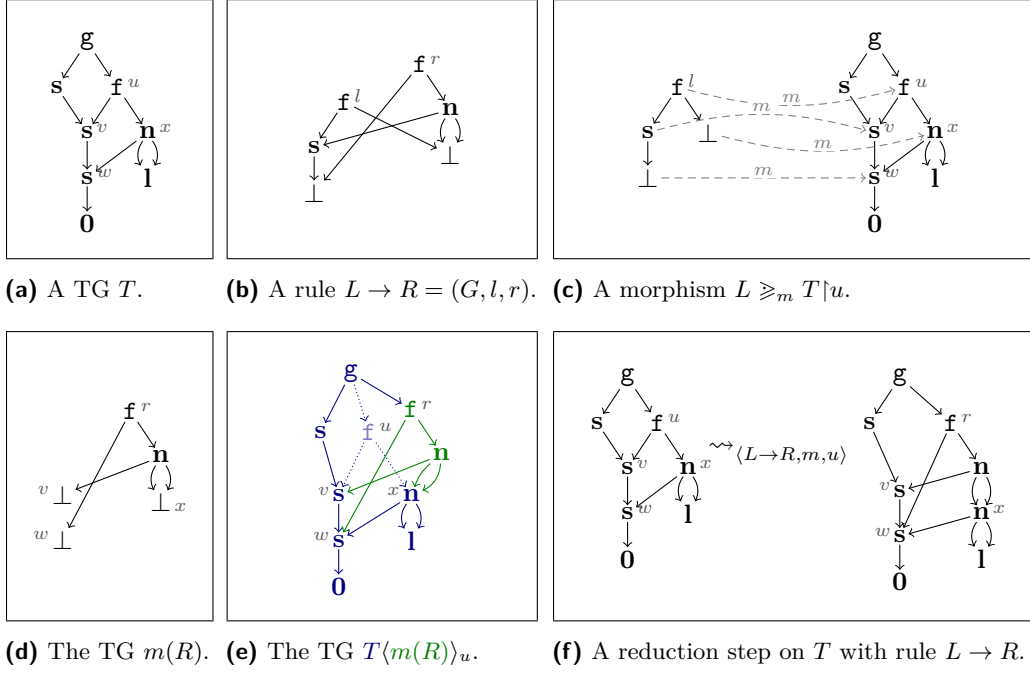 g
s f u
s v n x
s w l
0
(a) A TG T.
f r
f l n
s ⊥
⊥
(b) A rule L → R = (G, l, r).
g
f l m s f u
s m ⊥ s v n x
m
⊥ m s w l
0
(c) A morphism L ⩾m T↾u.
f r
n
v ⊥ ⊥ x
w ⊥
(d) The TG m(R).
g
f r
s f u
n
v s x n
w s l
0
(e) The TG T⟨m(R)⟩u.
g g
s f u ⇝⟨L→R,m,u⟩ s f r
s v n x n
s w l v s n x
0 w s l
0
(f) A reduction step on T with rule L → R.